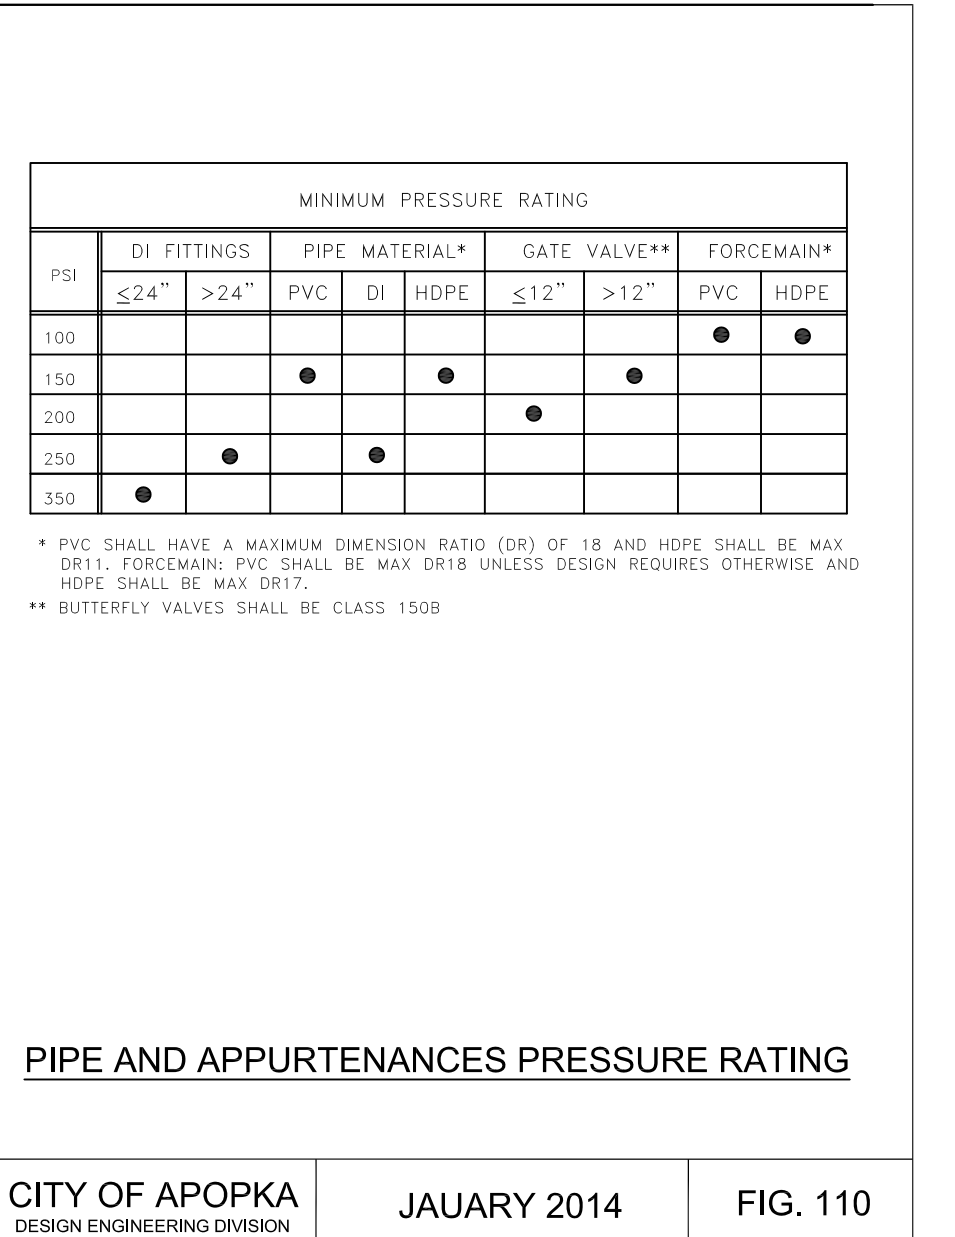 MINIMUM PRESSURE RATING
PSI DI FITTINGS PIPE MATERIAL* GATE VALVE** FORCEMAIN*
≤24" >24" PVC DI HDPE ≤12" >12" PVC HDPE
100
150
200
250
350
* PVC SHALL HAVE A MAXIMUM DIMENSION RATIO (DR) OF 18 AND HDPE SHALL BE MAX
DR11. FORCEMAIN: PVC SHALL BE MAX DR18 UNLESS DESIGN REQUIRES OTHERWISE AND
HDPE SHALL BE MAX DR17.
** BUTTERFLY VALVES SHALL BE CLASS 150B
PIPE AND APPURTENANCES PRESSURE RATING
CITY OF APOPKA
DESIGN ENGINEERING DIVISION
JAUARY 2014
FIG. 110